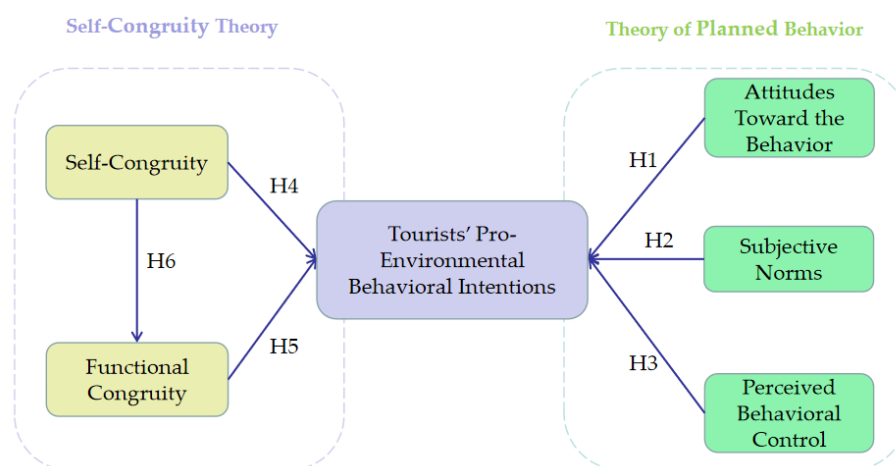 Self-Congruity Theory
Theory of Planned Behavior
Attitudes
Toward the
Behavior
Self-Congruity
H1
H4
Tourists' Pro-
Environmental
Behavioral Intentions
H2
Subjective
Norms
H6
H5
H3
Functional
Congruity
Perceived
Behavioral
Control